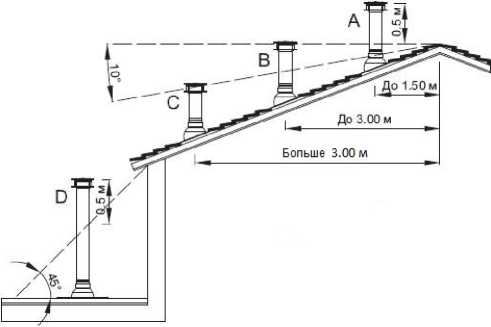 A
0,5 м
B
10°
C
До 1.50 м
До 3.00 м
Больше 3.00 м
D
0,5 м
45°